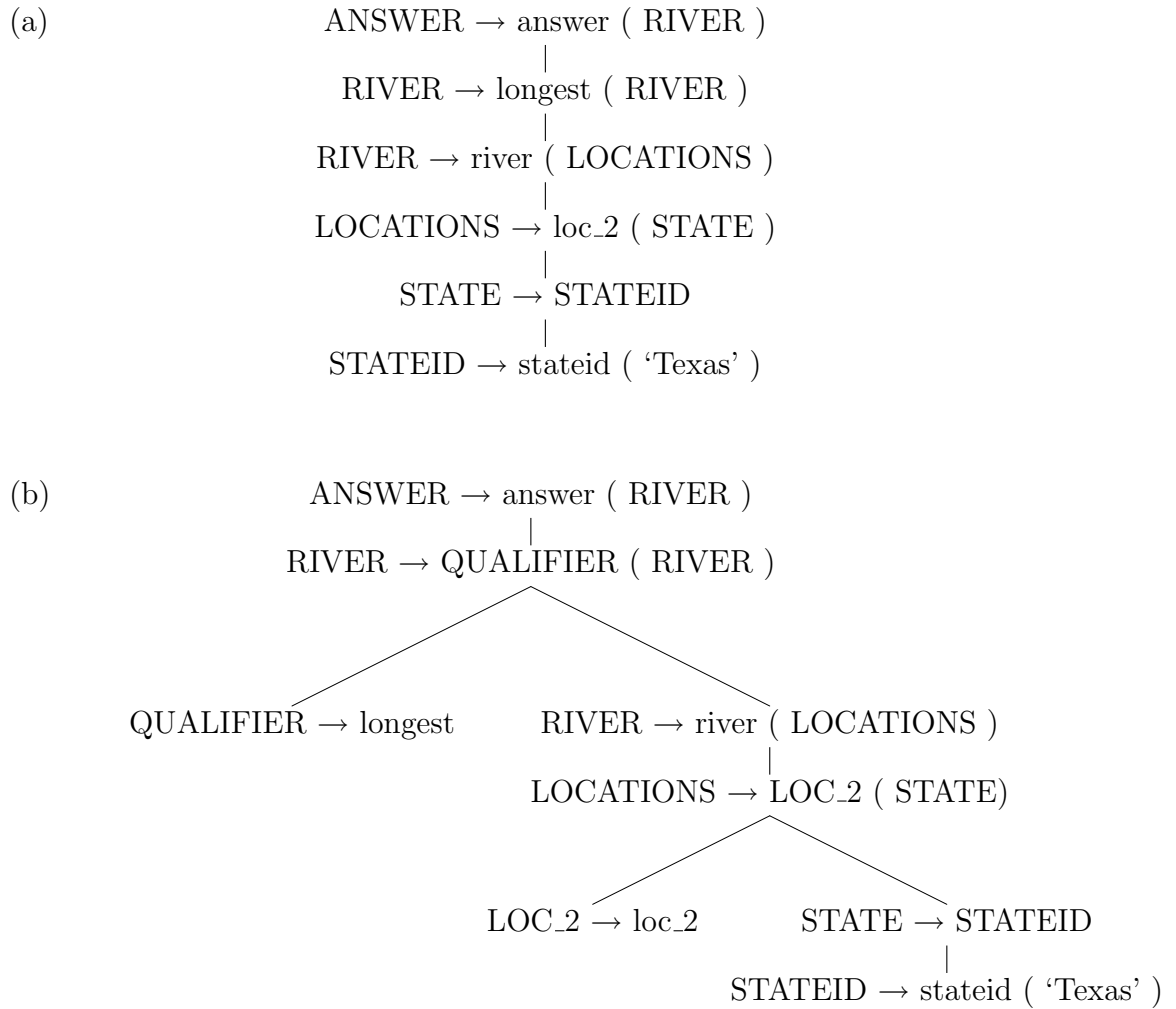 (a) ANSWER → answer ( RIVER )
RIVER → longest ( RIVER )
RIVER → river ( LOCATIONS )
LOCATIONS → loc_2 ( STATE )
STATE → STATEID
STATEID → stateid ( ‘Texas’ )
(b) ANSWER → answer ( RIVER )
RIVER → QUALIFIER ( RIVER )
QUALIFIER → longest RIVER → river ( LOCATIONS )
LOCATIONS → LOC_2 ( STATE)
LOC_2 → loc_2 STATE → STATEID
STATEID → stateid ( ‘Texas’ )